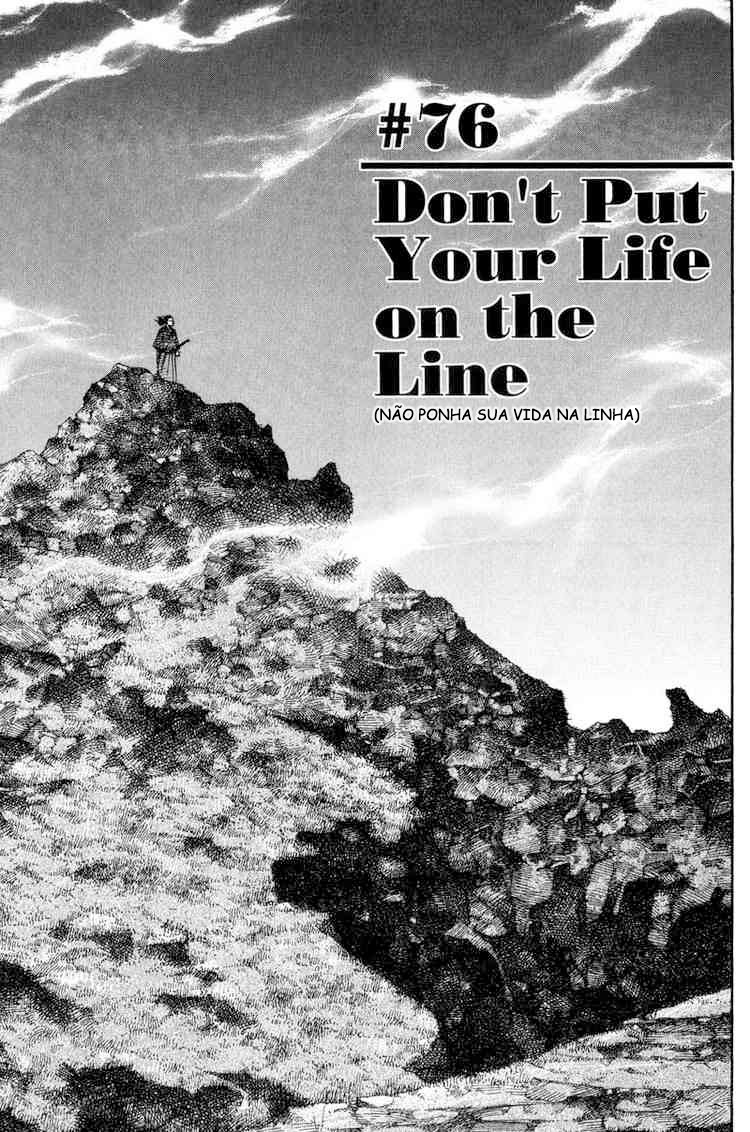 #76
Don't Put
Your Life
on the
Line
(NÃO PONHA SUA VIDA NA LINHA)